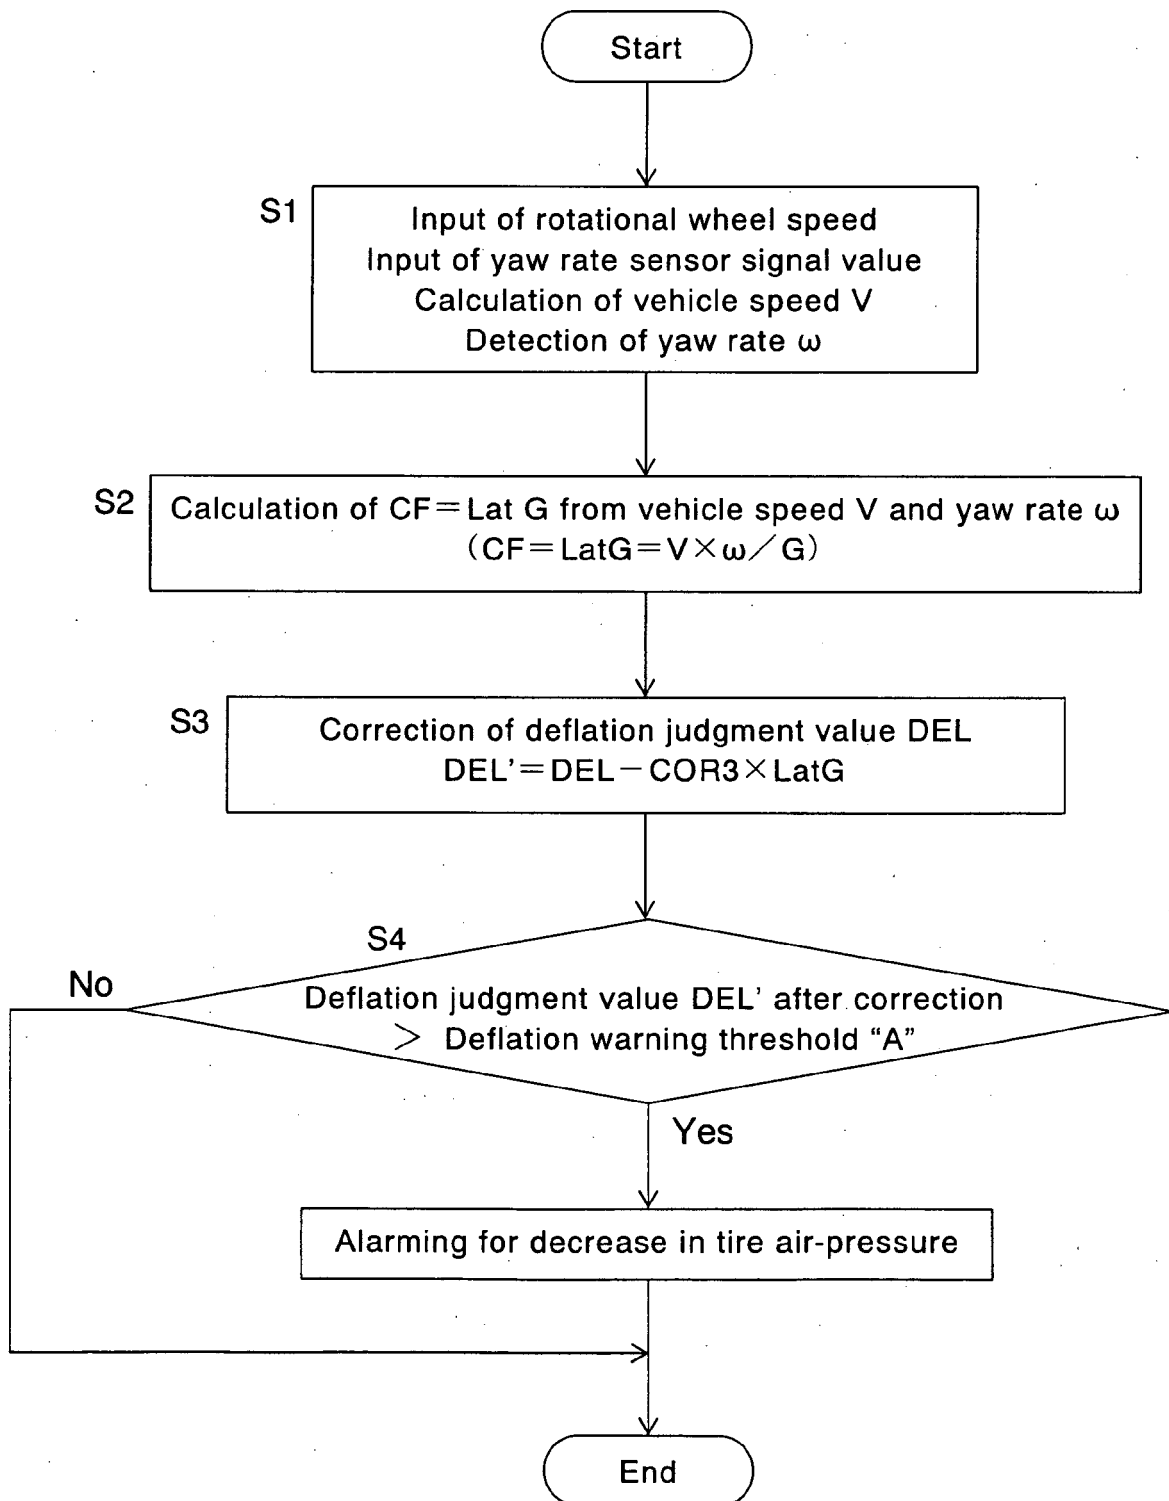 Start
S1
Input of rotational wheel speed
Input of yaw rate sensor signal value
Calculation of vehicle speed V
Detection of yaw rate ω
S2
Calculation of CF=Lat G from vehicle speed V and yaw rate ω
(CF=LatG=V×ω/G)
S3
Correction of deflation judgment value DEL
DEL'=DEL-COR3×LatG
S4
No
Deflation judgment value DEL' after correction
> Deflation warning threshold “A”
Yes
Alarming for decrease in tire air-pressure
End